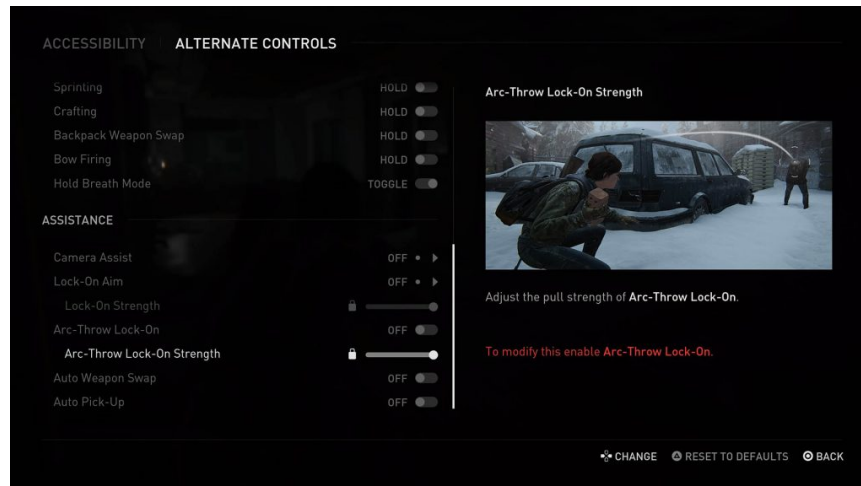 ACCESSIBILITY ALTERNATE CONTROLS
Sprinting HOLD
Crafting HOLD
Backpack Weapon Swap HOLD
Bow Firing HOLD
Hold Breath Mode TOGGLE
ASSISTANCE
Camera Assist OFF
Lock-On Aim OFF
Lock-On Strength
Arc-Throw Lock-On OFF
Arc-Throw Lock-On Strength
Auto Weapon Swap OFF
Auto Pick-Up OFF
Arc-Throw Lock-On Strength
Adjust the pull strength of Arc-Throw Lock-On.
To modify this enable Arc-Throw Lock-On.
CHANGE RESET TO DEFAULTS BACK